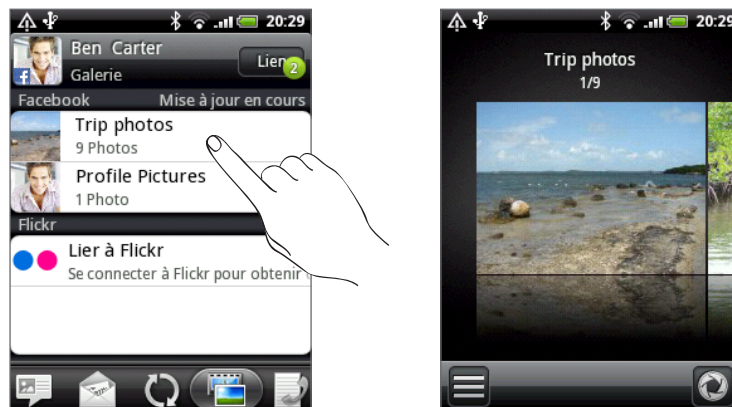 20:29
Ben Carter
Galerie
Lien
2
Facebook Mise à jour en cours
Trip photos
9 Photos
Profile Pictures
1 Photo
Flickr
Lier à Flickr
Se connecter à Flickr pour obtenir
20:29
Trip photos
1/9